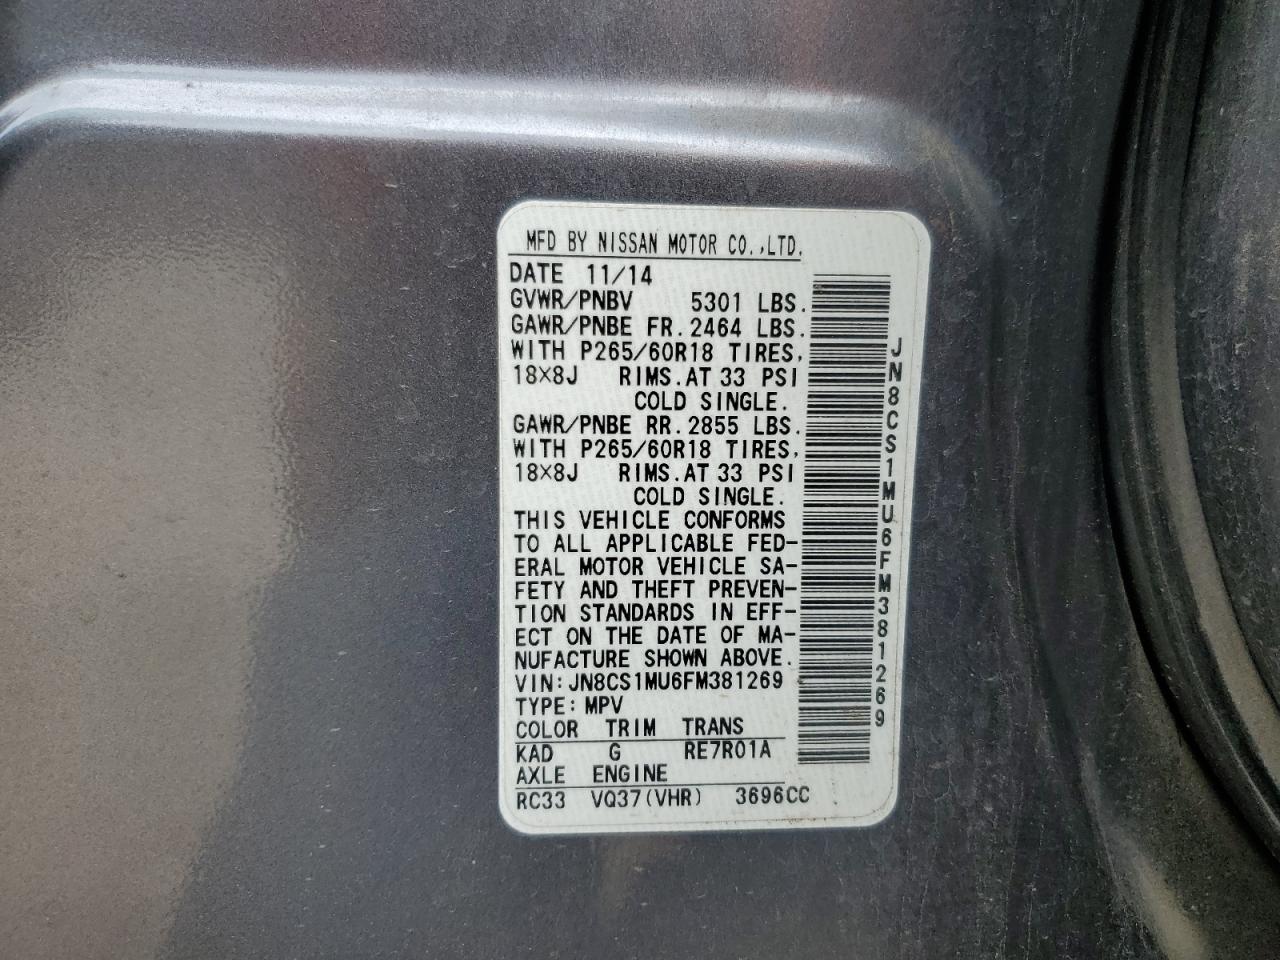 MFD BY NISSAN MOTOR CO.,LTD.
DATE 11/14
GVWR/PNBV 5301 LBS.
GAWR/PNBE FR. 2464 LBS.
WITH P265/60R18 TIRES,
18X8J RIMS. AT 33 PSI
COLD SINGLE.
GAWR/PNBE RR. 2855 LBS.
WITH P265/60R18 TIRES,
18X8J RIMS. AT 33 PSI
COLD SINGLE.
THIS VEHICLE CONFORMS
TO ALL APPLICABLE FED-
ERAL MOTOR VEHICLE SA-
FETY AND THEFT PREVEN-
TION STANDARDS IN EFF-
ECT ON THE DATE OF MA-
NUFACTURE SHOWN ABOVE.
VIN: JN8CS1MU6FM381269
TYPE: MPV
COLOR TRIM TRANS
KAD G RE7R01A
AXLE ENGINE
RC33 VQ37(VHR) 3696CC
JN8CS1MU6FM381269